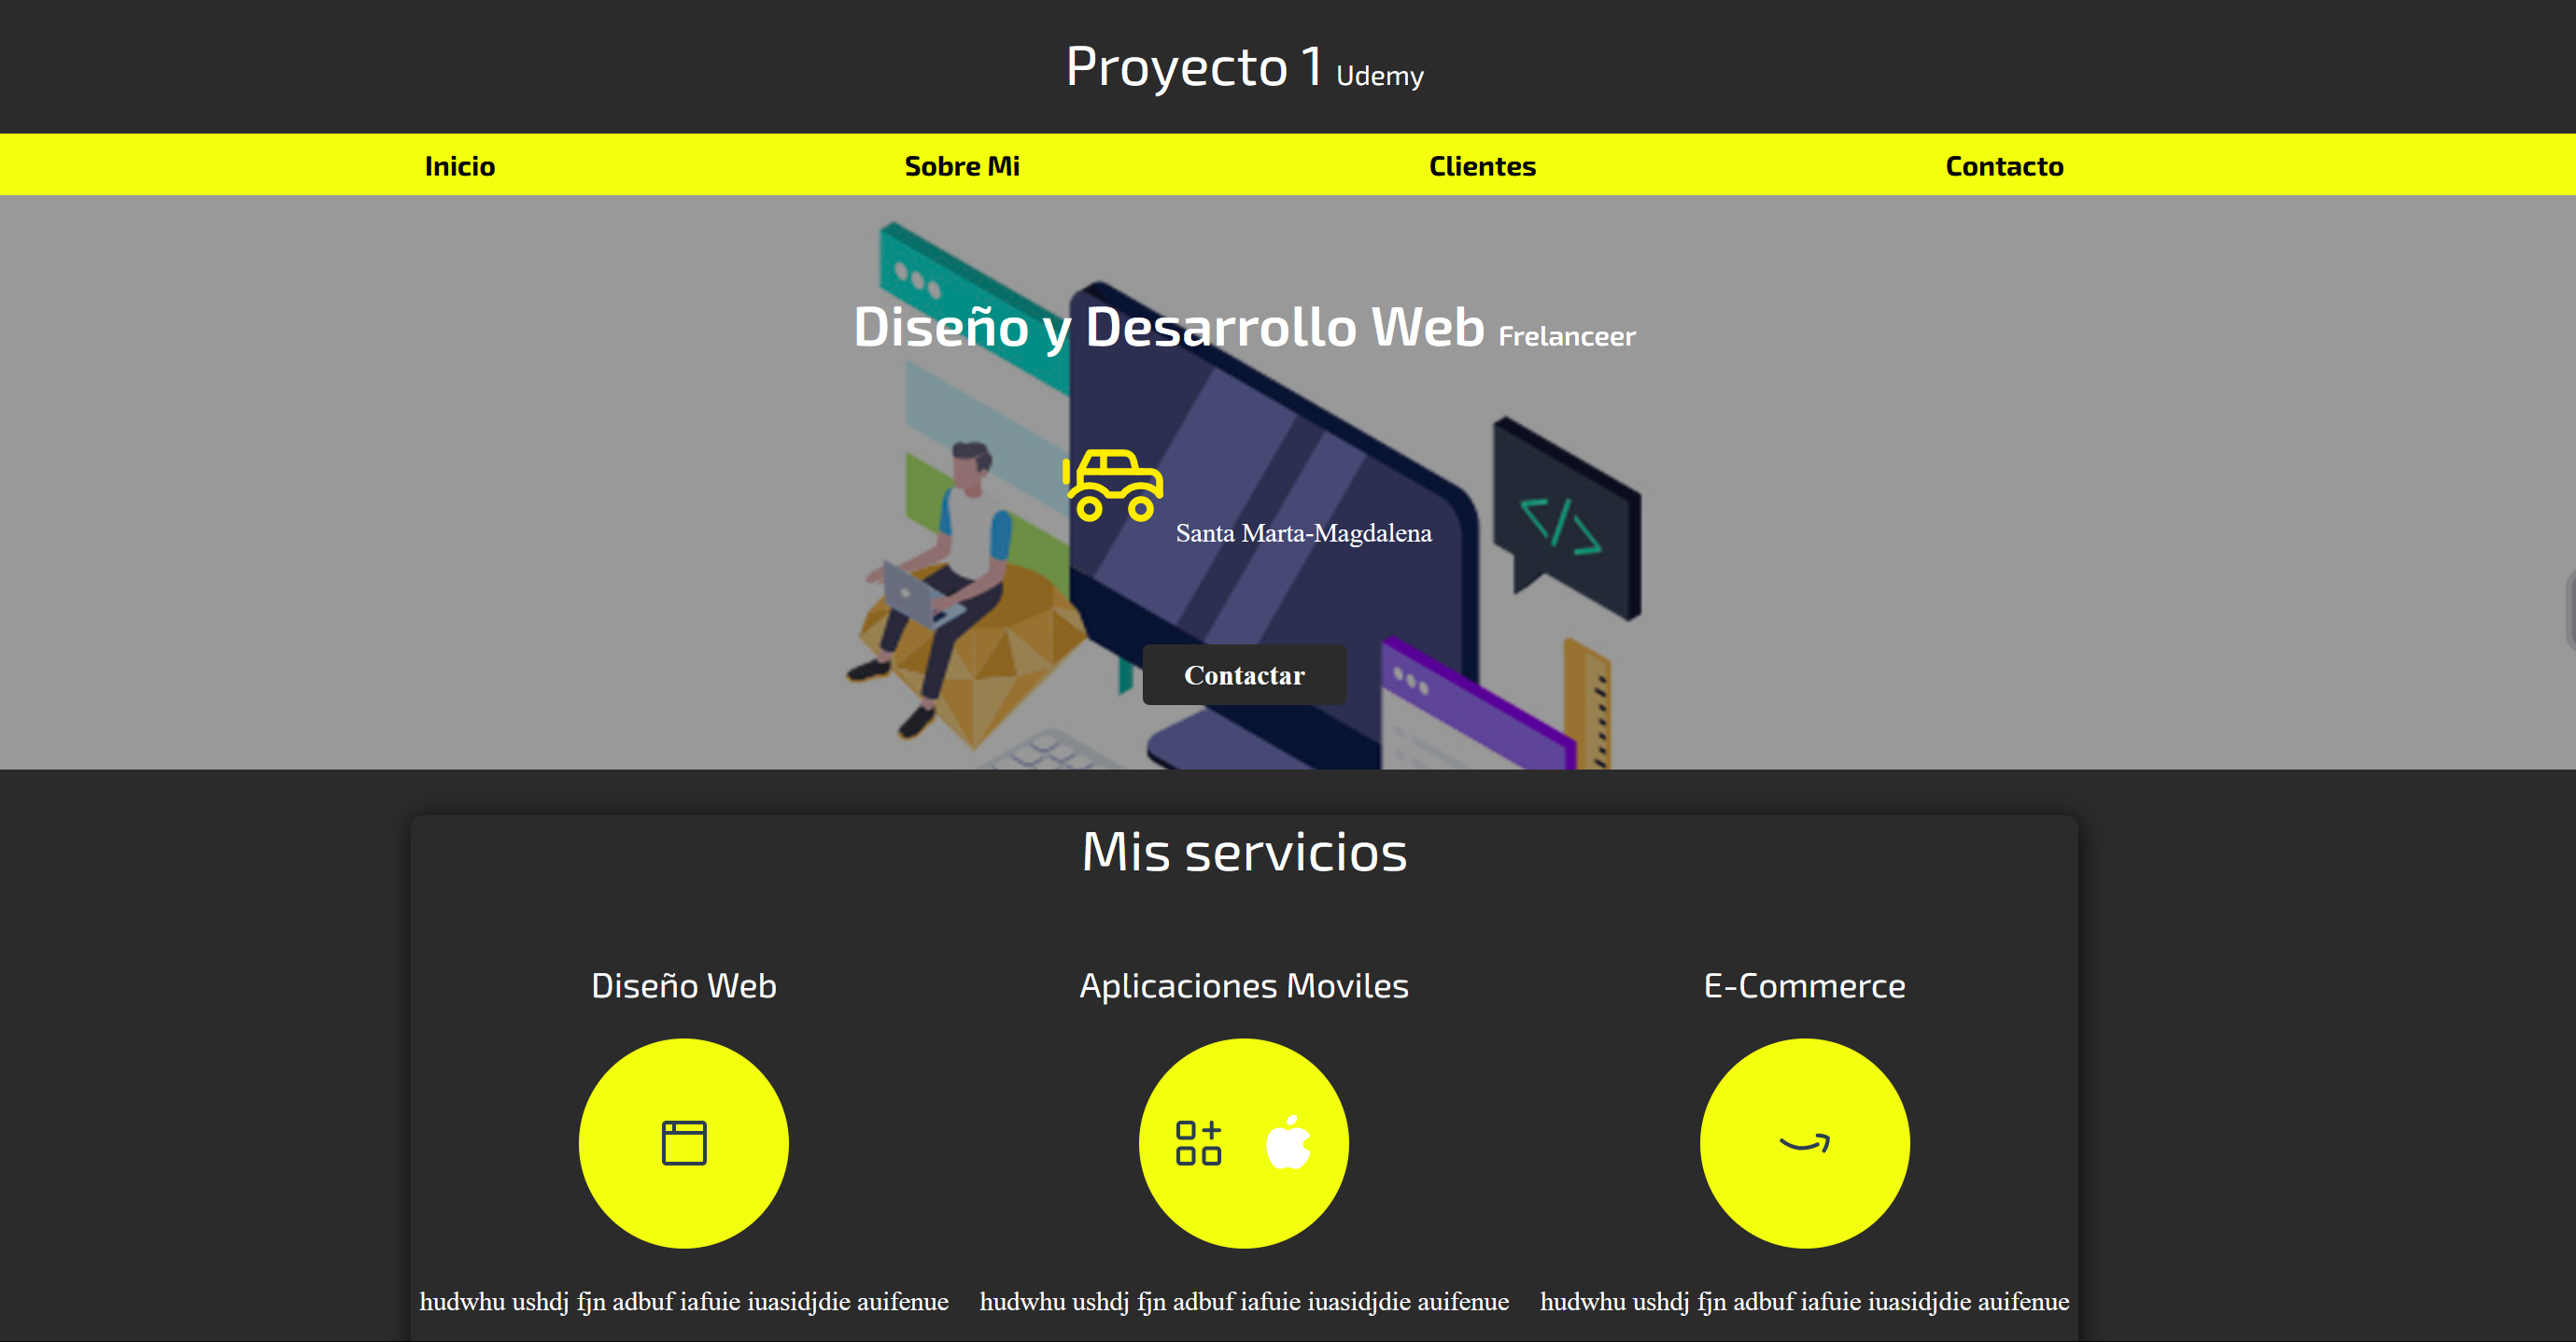 Proyecto 1 Udemy
Inicio Sobre Mi Clientes Contacto
Diseño y Desarrollo Web Frelanceer
</>
Santa Marta-Magdalena
Contactar
Mis servicios
Diseño Web Aplicaciones Moviles E-Commerce
hudwhu ushdj fjn adbuf iafuie iuasidjdie auifenue hudwhu ushdj fjn adbuf iafuie iuasidjdie auifenue hudwhu ushdj fjn adbuf iafuie iuasidjdie auifenue